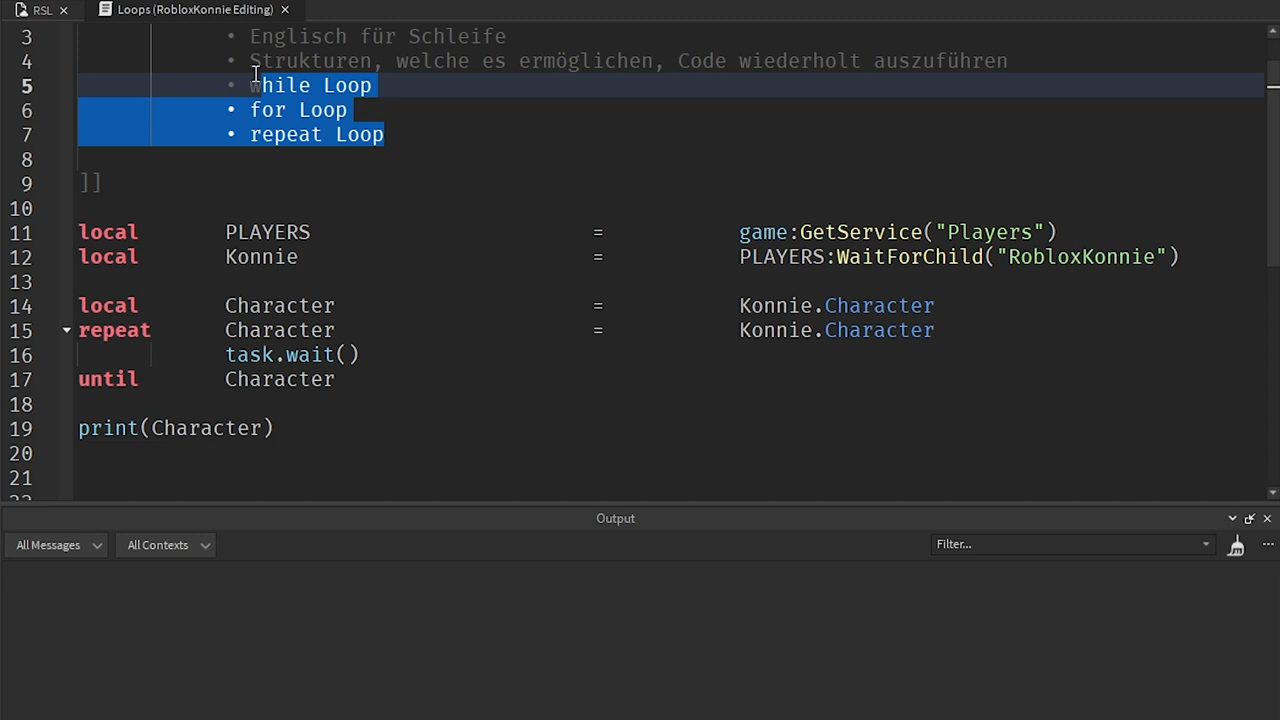 RSL
Loops (RobloxKonnie Editing)
3 • Englisch für Schleife
4 • Strukturen, welche es ermöglichen, Code wiederholt auszuführen
5 • while Loop
6 • for Loop
7 • repeat Loop
8
9 ]]
10
11 local PLAYERS = game:GetService("Players")
12 local Konnie = PLAYERS:WaitForChild("RobloxKonnie")
13
14 local Character = Konnie.Character
15 repeat Character = Konnie.Character
16 task.wait()
17 until Character
18
19 print(Character)
20
21
Output
All Messages All Contexts Filter...